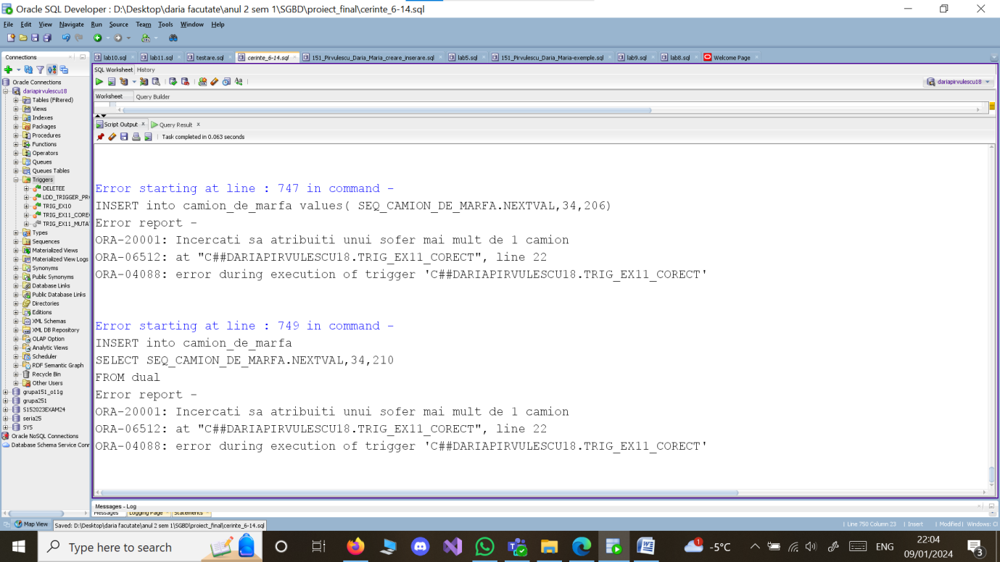 Oracle SQL Developer : D:\Desktop\daria facutate\anul 2 sem 1\SGBD\proiect_final\cerinte_6-14.sql
File Edit View Navigate Run Source Team Tools Window Help
Connections
lab10.sql lab11.sql testare.sql cerinte_6-14.sql 151_Pirvulescu_Daria_Maria_creare_inserare.sql lab5.sql 151_Pirvulescu_Daria_Maria-exemple.sql lab9.sql lab8.sql Welcome Page
SQL Worksheet History
dariapirvulescu18
Worksheet Query Builder
Script Output Query Result
Task completed in 0.063 seconds
Oracle Connections
dariapirvulescu18
Tables (Filtered)
Views
Indexes
Packages
Procedures
Functions
Operators
Queues
Queues Tables
Triggers
DELETEE
LDD_TRIGGER_PR
TRIG_EX10
TRIG_EX11_COREC
TRIG_EX11_MUTA
Types
Sequences
Materialized Views
Materialized View Logs
Synonyms
Public Synonyms
Database Links
Public Database Links
Directories
Editions
XML Schemas
XML DB Repository
OLAP Option
Analytic Views
Scheduler
RDF Semantic Graph
Recycle Bin
Other Users
grupa151_o11g
grupa251
S152023EXAM24
seria25
SYS
Oracle NoSQL Connections
Database Schema Service Conn
Error starting at line : 747 in command -
INSERT into camion_de_marfa values( SEQ_CAMION_DE_MARFA.NEXTVAL,34,206)
Error report -
ORA-20001: Incercati sa atribuiti unui sofer mai mult de 1 camion
ORA-06512: at "C##DARIAPIRVULESCU18.TRIG_EX11_CORECT", line 22
ORA-04088: error during execution of trigger 'C##DARIAPIRVULESCU18.TRIG_EX11_CORECT'
Error starting at line : 749 in command -
INSERT into camion_de_marfa
SELECT SEQ_CAMION_DE_MARFA.NEXTVAL,34,210
FROM dual
Error report -
ORA-20001: Incercati sa atribuiti unui sofer mai mult de 1 camion
ORA-06512: at "C##DARIAPIRVULESCU18.TRIG_EX11_CORECT", line 22
ORA-04088: error during execution of trigger 'C##DARIAPIRVULESCU18.TRIG_EX11_CORECT'
Messages - Log
Messages Logging Page Statements
Map View
Saved: D:\Desktop\daria facutate\anul 2 sem 1\SGBD\proiect_final\cerinte_6-14.sql
Line 750 Column 23 Insert Modified Windows: C
Type here to search
1
-5°C
ENG
22:04
09/01/2024
3